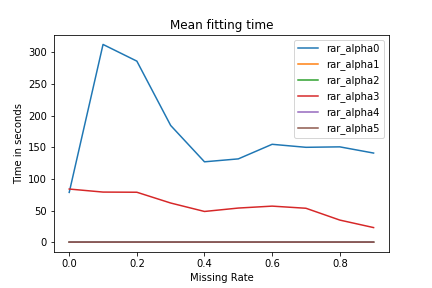 Mean fitting time
Time in seconds
300
250
200
150
100
50
0
rar_alpha0
rar_alpha1
rar_alpha2
rar_alpha3
rar_alpha4
rar_alpha5
0.0 0.2 0.4 0.6 0.8
Missing Rate